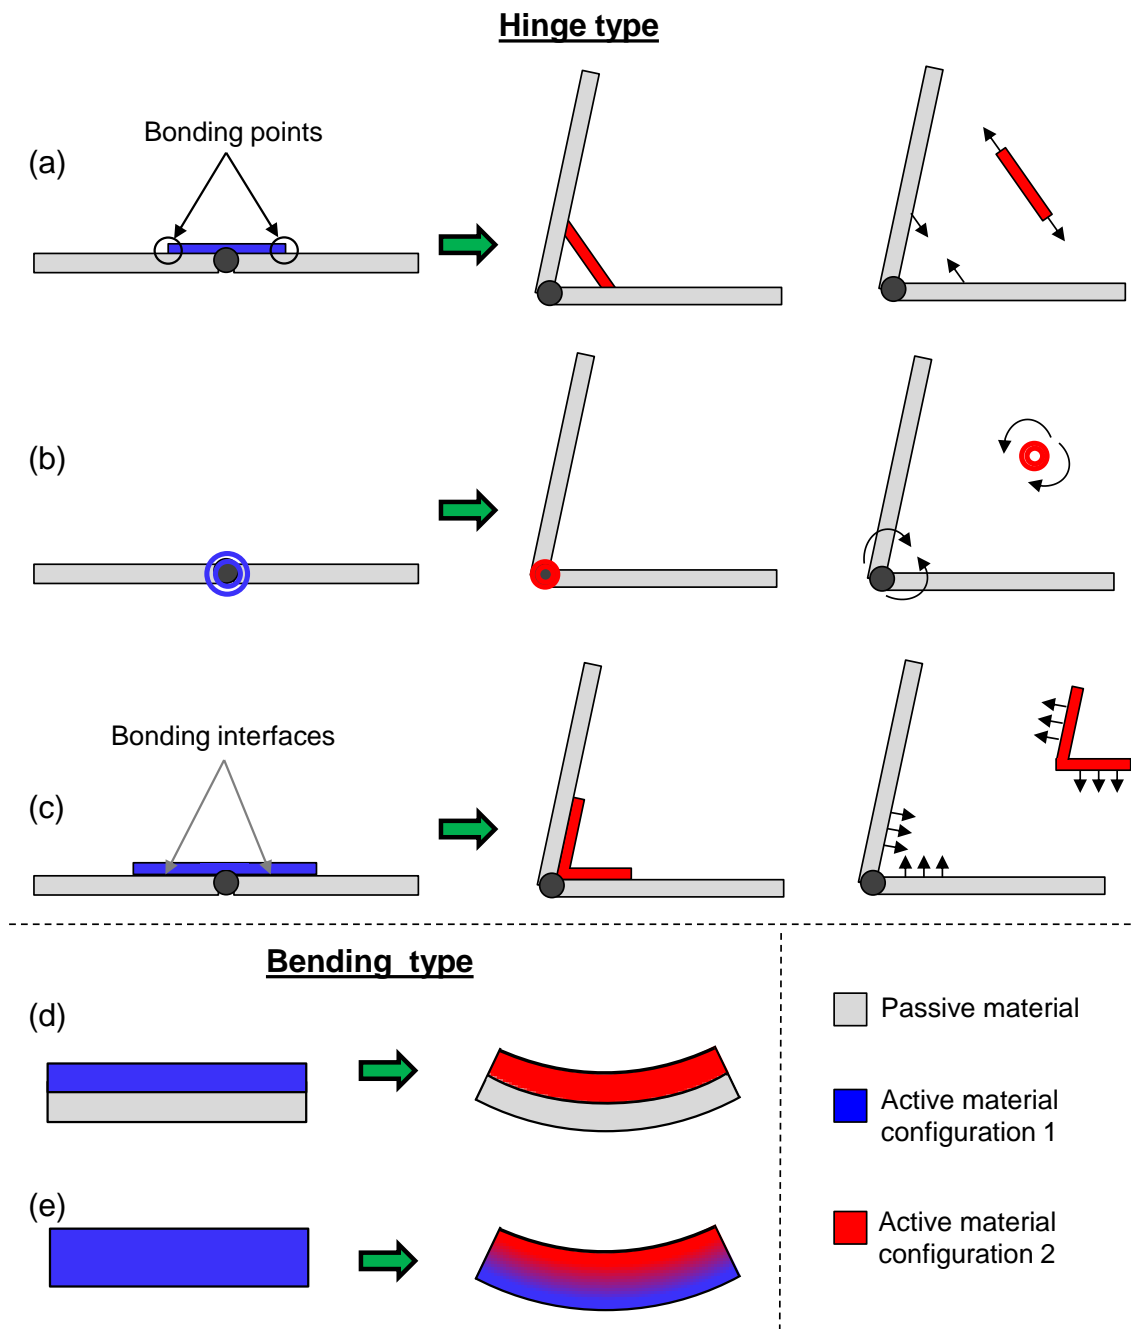 Hinge type
Bonding points
(a)
(b)
Bonding interfaces
(c)
Bending type
(d)
Passive material
Active material
configuration 1
(e)
Active material
configuration 2